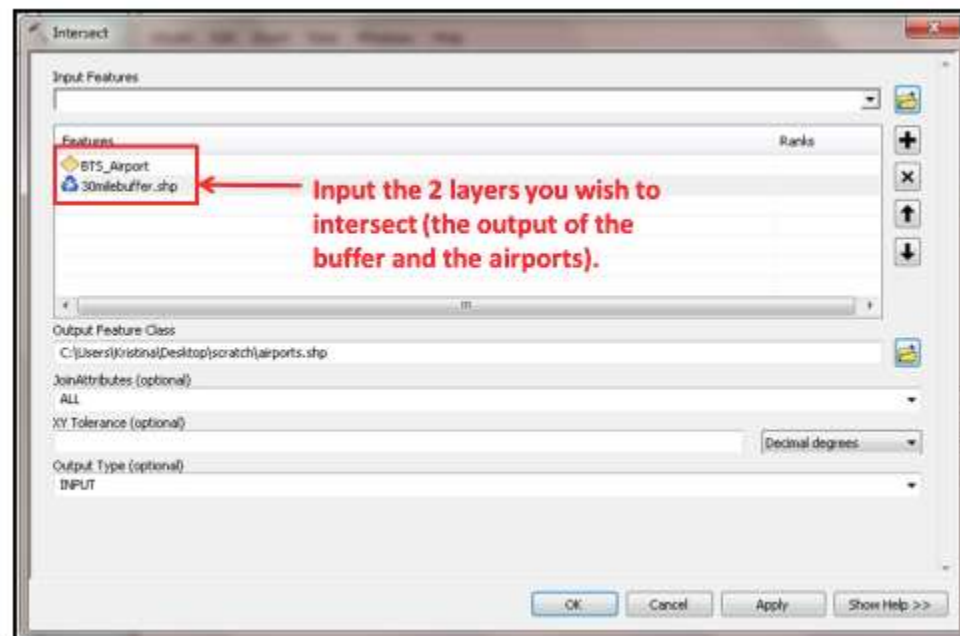 Intersect
Input Features
Features
Ranks
BTS_Airport
30milebuffer.shp
Input the 2 layers you wish to
intersect (the output of the
buffer and the airports).
Output Feature Class
C:\Users\Kristina\Desktop\scratch\airports.shp
JoinAttributes (optional)
ALL
XY Tolerance (optional)
Decimal degrees
Output Type (optional)
INPUT
OK
Cancel
Apply
Show Help >>